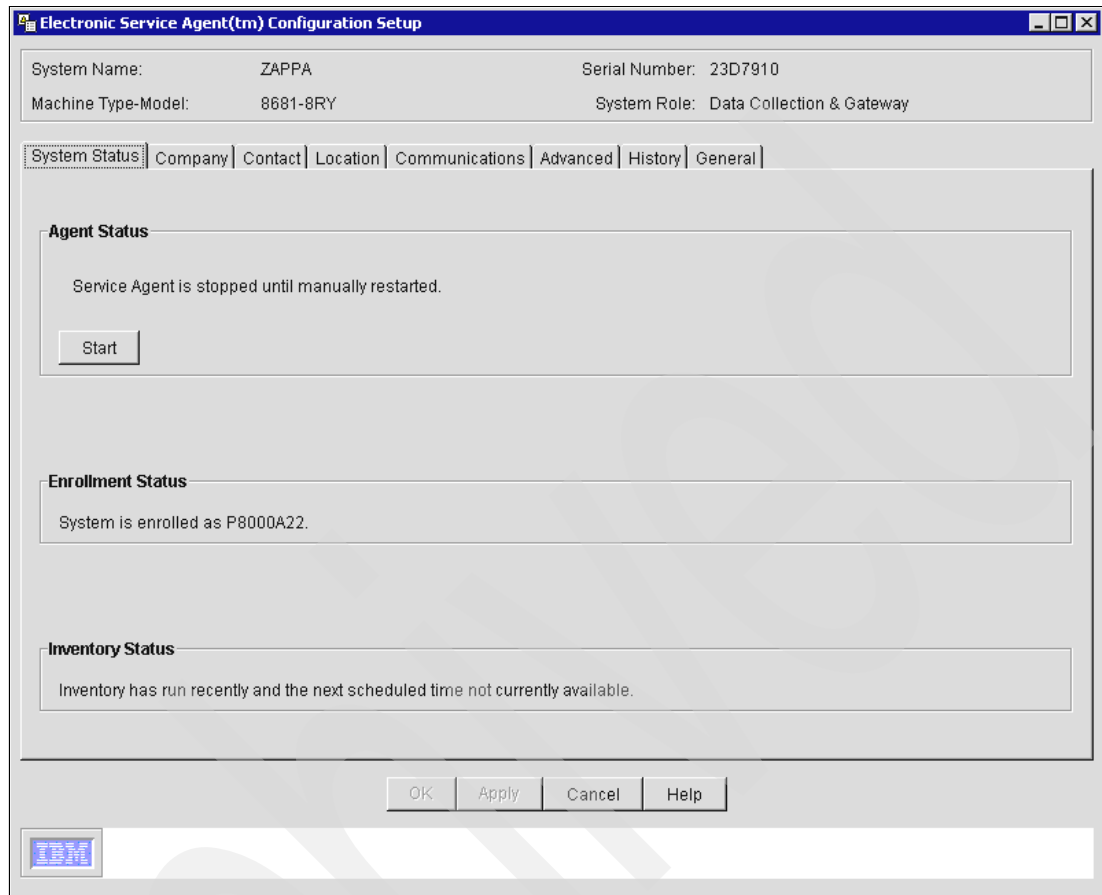 Electronic Service Agent(tm) Configuration Setup
System Name: ZAPPA Serial Number: 23D7910
Machine Type-Model: 8681-8RY System Role: Data Collection & Gateway
System Status Company Contact Location Communications Advanced History General
Agent Status
Service Agent is stopped until manually restarted.
Start
Enrollment Status
System is enrolled as P8000A22.
Inventory Status
Inventory has run recently and the next scheduled time not currently available.
OK Apply Cancel Help
IBM